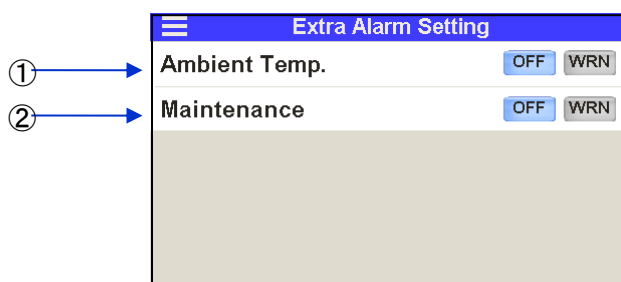 Extra Alarm Setting
① Ambient Temp. OFF WRN
② Maintenance OFF WRN